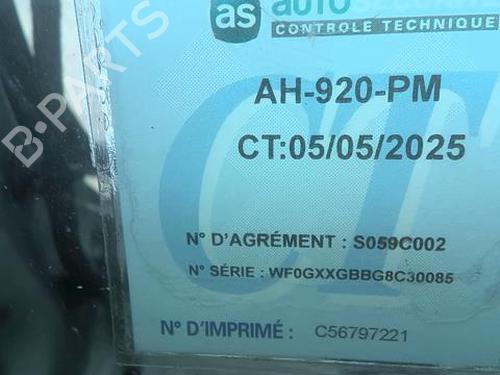 as AUTO
CONTROLE TECHNIQUE
AH-920-PM
CT:05/05/2025
N° D'AGRÉMENT : S059C002
N° SÉRIE : WF0GXXGBBG8C30085
N° D'IMPRIMÉ : C56797221
B-PARTS